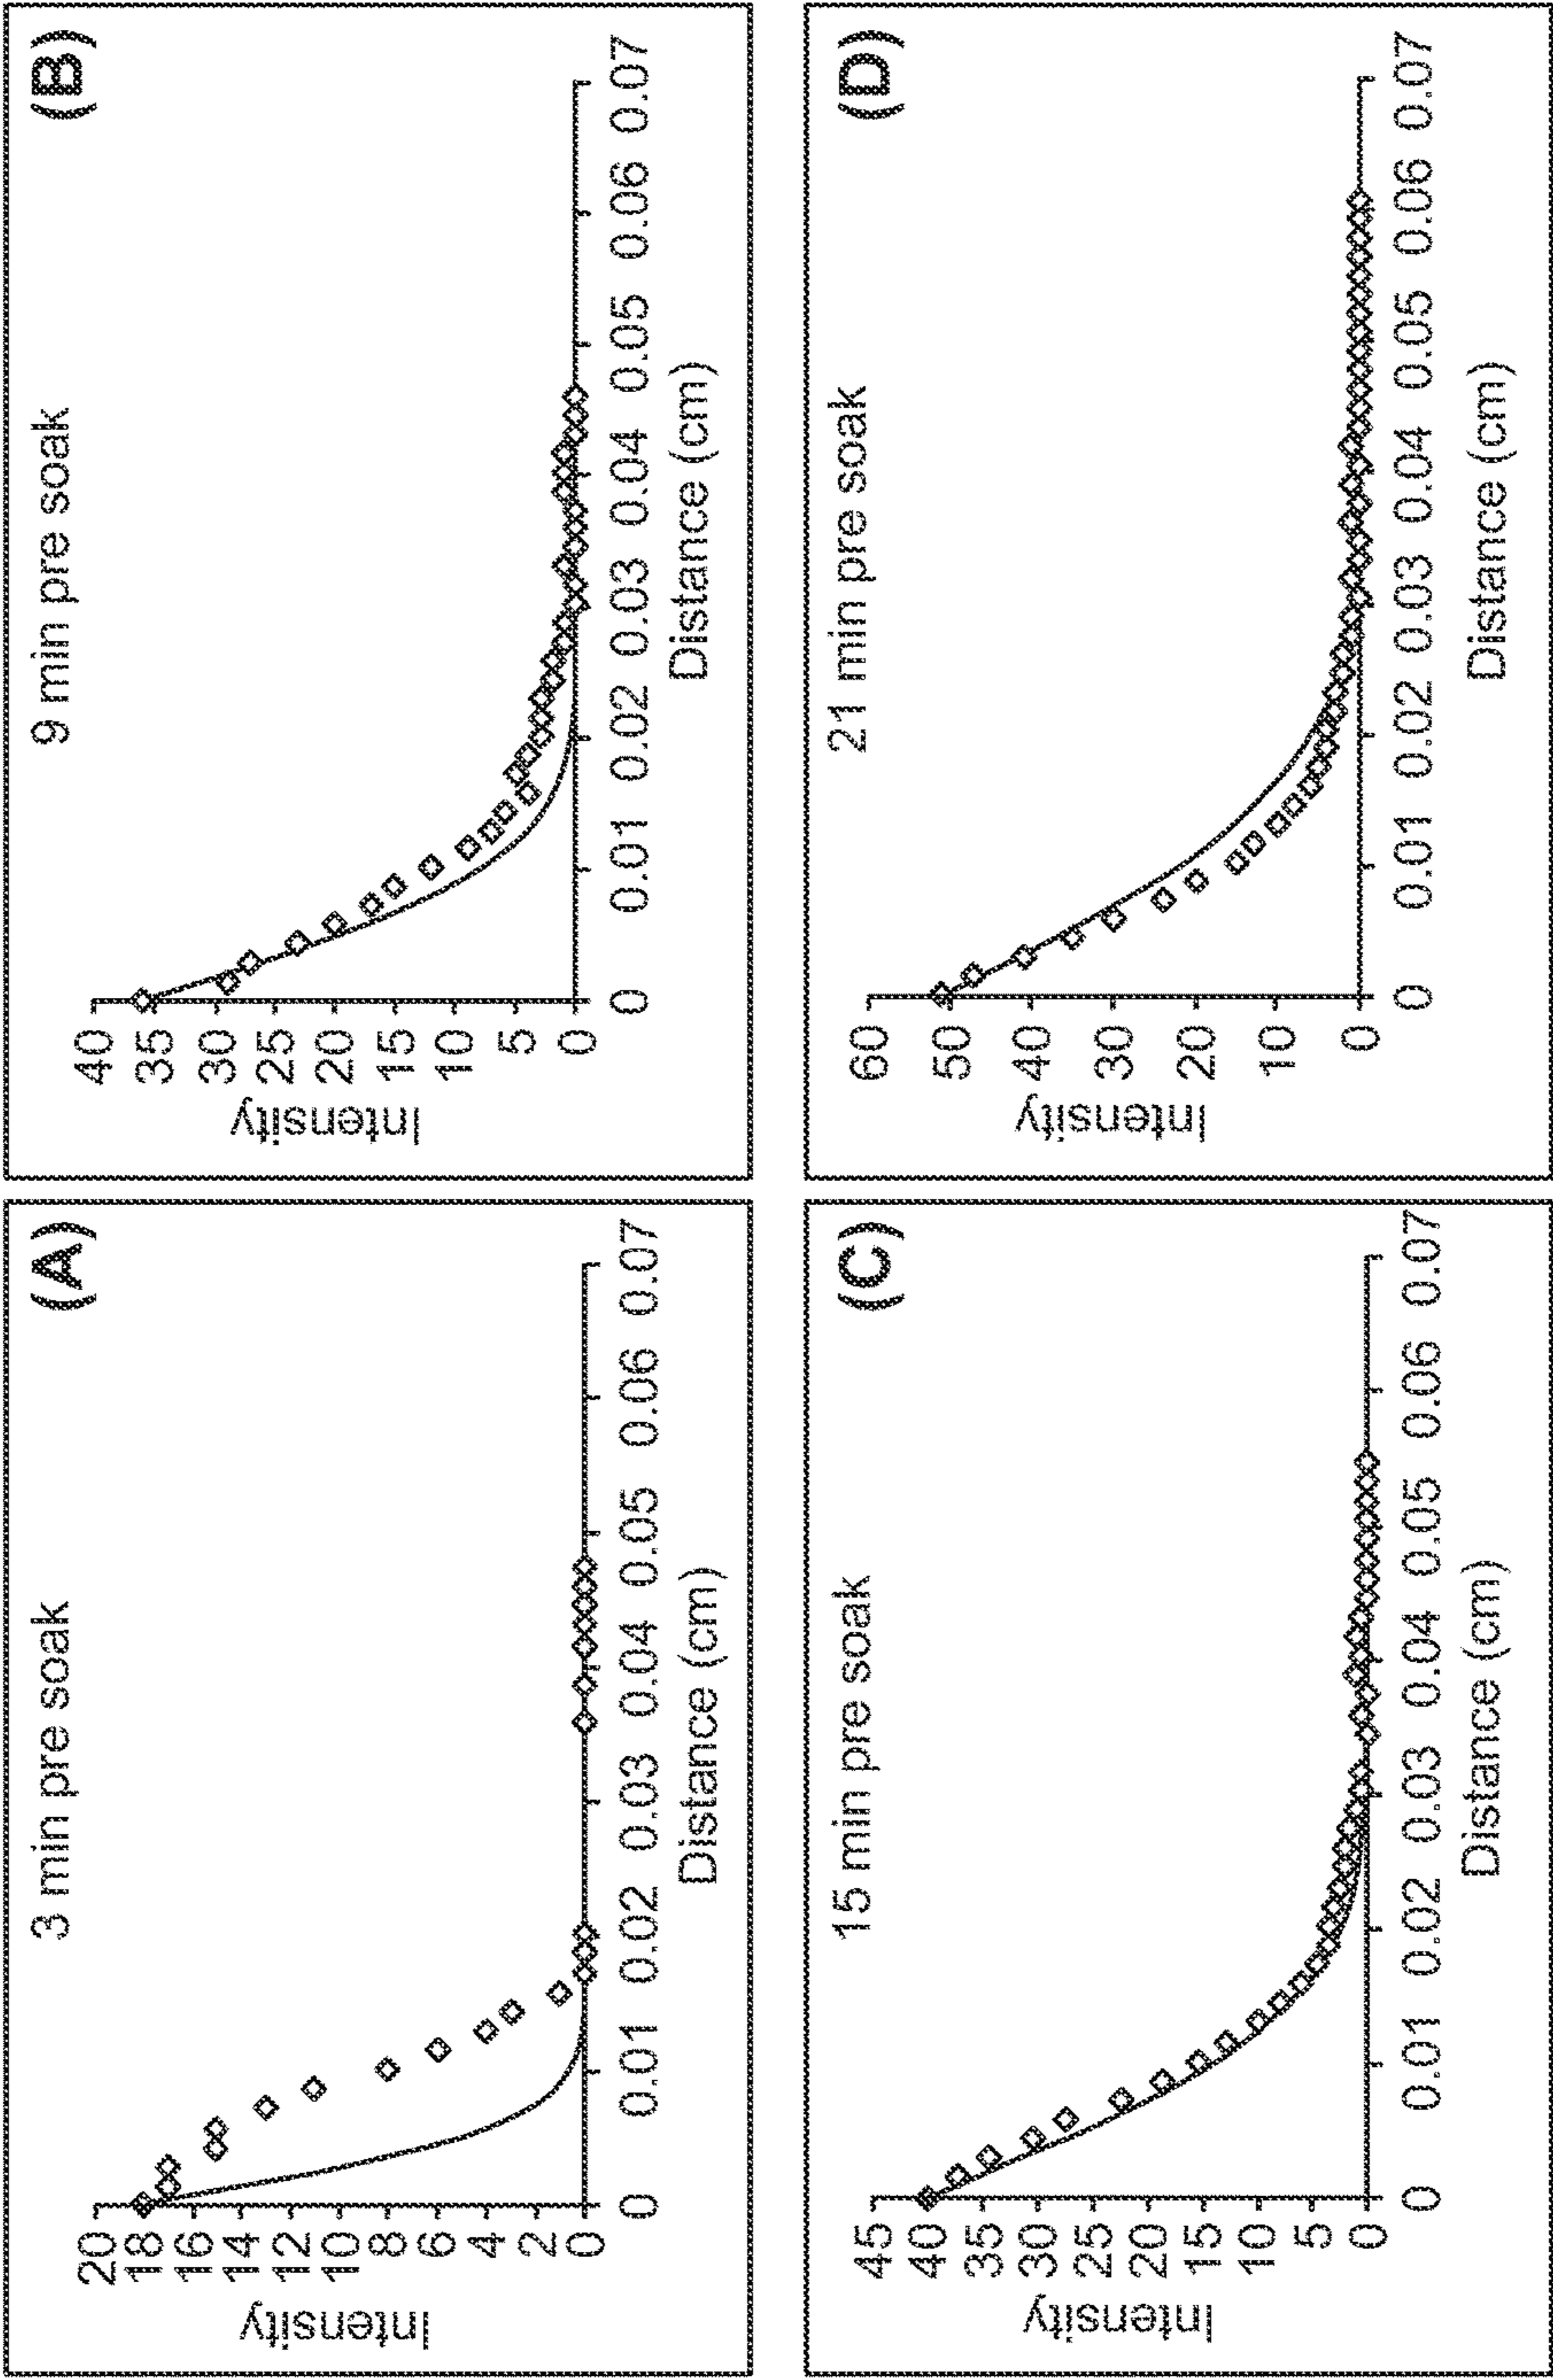 3 min pre soak
(A)
Intensity
20
18
16
14
12
10
8
6
4
2
0
0 0.01 0.02 0.03 0.04 0.05 0.06 0.07
Distance (cm)
9 min pre soak
(B)
Intensity
40
35
30
25
20
15
10
5
0
0 0.01 0.02 0.03 0.04 0.05 0.06 0.07
Distance (cm)
15 min pre soak
(C)
Intensity
45
40
35
30
25
20
15
10
5
0
0 0.01 0.02 0.03 0.04 0.05 0.06 0.07
Distance (cm)
21 min pre soak
(D)
Intensity
60
50
40
30
20
10
0
0 0.01 0.02 0.03 0.04 0.05 0.06 0.07
Distance (cm)